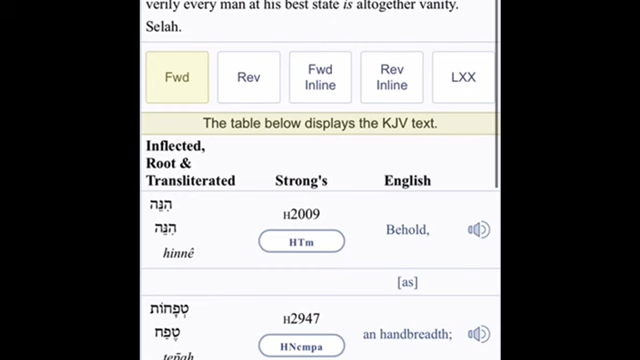 verily every man at his best state is altogether vanity.
Selah.
Fwd
Rev
Fwd
Inline
Rev
Inline
LXX
The table below displays the KJV text.
Inflected,
Root &
Transliterated
Strong's
English
הִנֵּה
הִנֵּה
hinnê
H2009
HTm
Behold,
[as]
טְפָחוֹת
טֶפַח
ṭep̄aḥ
H2947
HNcmpa
an handbreadth;